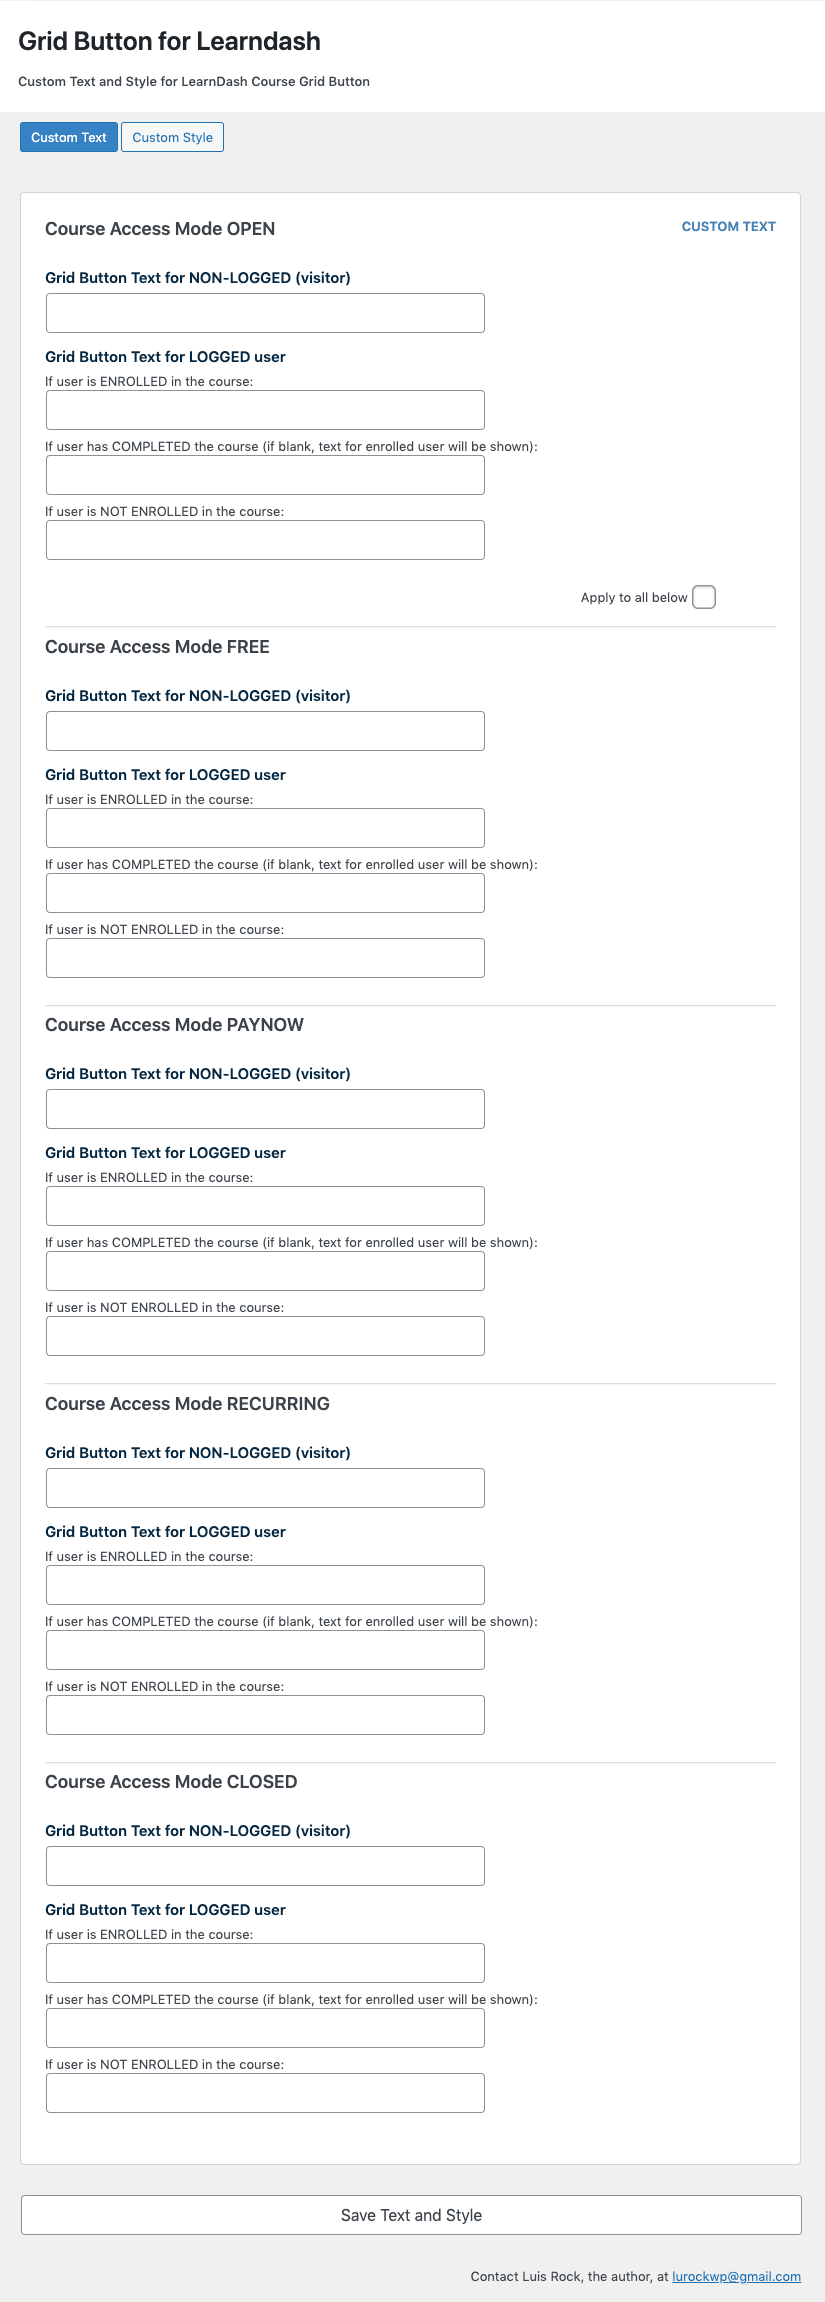 Grid Button for Learndash
Custom Text and Style for LearnDash Course Grid Button
Custom Text
Custom Style
Course Access Mode OPEN
CUSTOM TEXT
Grid Button Text for NON-LOGGED (visitor)
Grid Button Text for LOGGED user
If user is ENROLLED in the course:
If user has COMPLETED the course (if blank, text for enrolled user will be shown):
If user is NOT ENROLLED in the course:
Apply to all below
Course Access Mode FREE
Grid Button Text for NON-LOGGED (visitor)
Grid Button Text for LOGGED user
If user is ENROLLED in the course:
If user has COMPLETED the course (if blank, text for enrolled user will be shown):
If user is NOT ENROLLED in the course:
Course Access Mode PAYNOW
Grid Button Text for NON-LOGGED (visitor)
Grid Button Text for LOGGED user
If user is ENROLLED in the course:
If user has COMPLETED the course (if blank, text for enrolled user will be shown):
If user is NOT ENROLLED in the course:
Course Access Mode RECURRING
Grid Button Text for NON-LOGGED (visitor)
Grid Button Text for LOGGED user
If user is ENROLLED in the course:
If user has COMPLETED the course (if blank, text for enrolled user will be shown):
If user is NOT ENROLLED in the course:
Course Access Mode CLOSED
Grid Button Text for NON-LOGGED (visitor)
Grid Button Text for LOGGED user
If user is ENROLLED in the course:
If user has COMPLETED the course (if blank, text for enrolled user will be shown):
If user is NOT ENROLLED in the course:
Save Text and Style
Contact Luis Rock, the author, at lurockwp@gmail.com